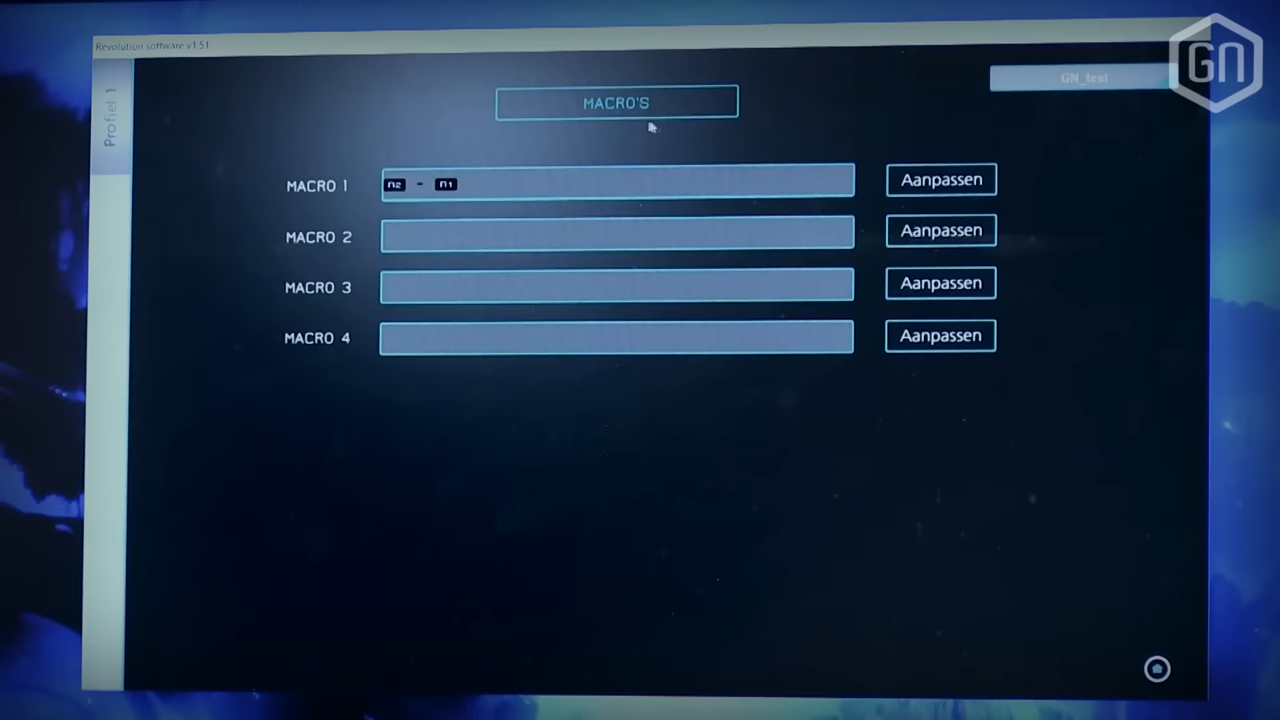 Revolution software v1.51
GN
Profiel 1
GN_test
MACRO'S
MACRO 1
n2 - n1
Aanpassen
MACRO 2
Aanpassen
MACRO 3
Aanpassen
MACRO 4
Aanpassen